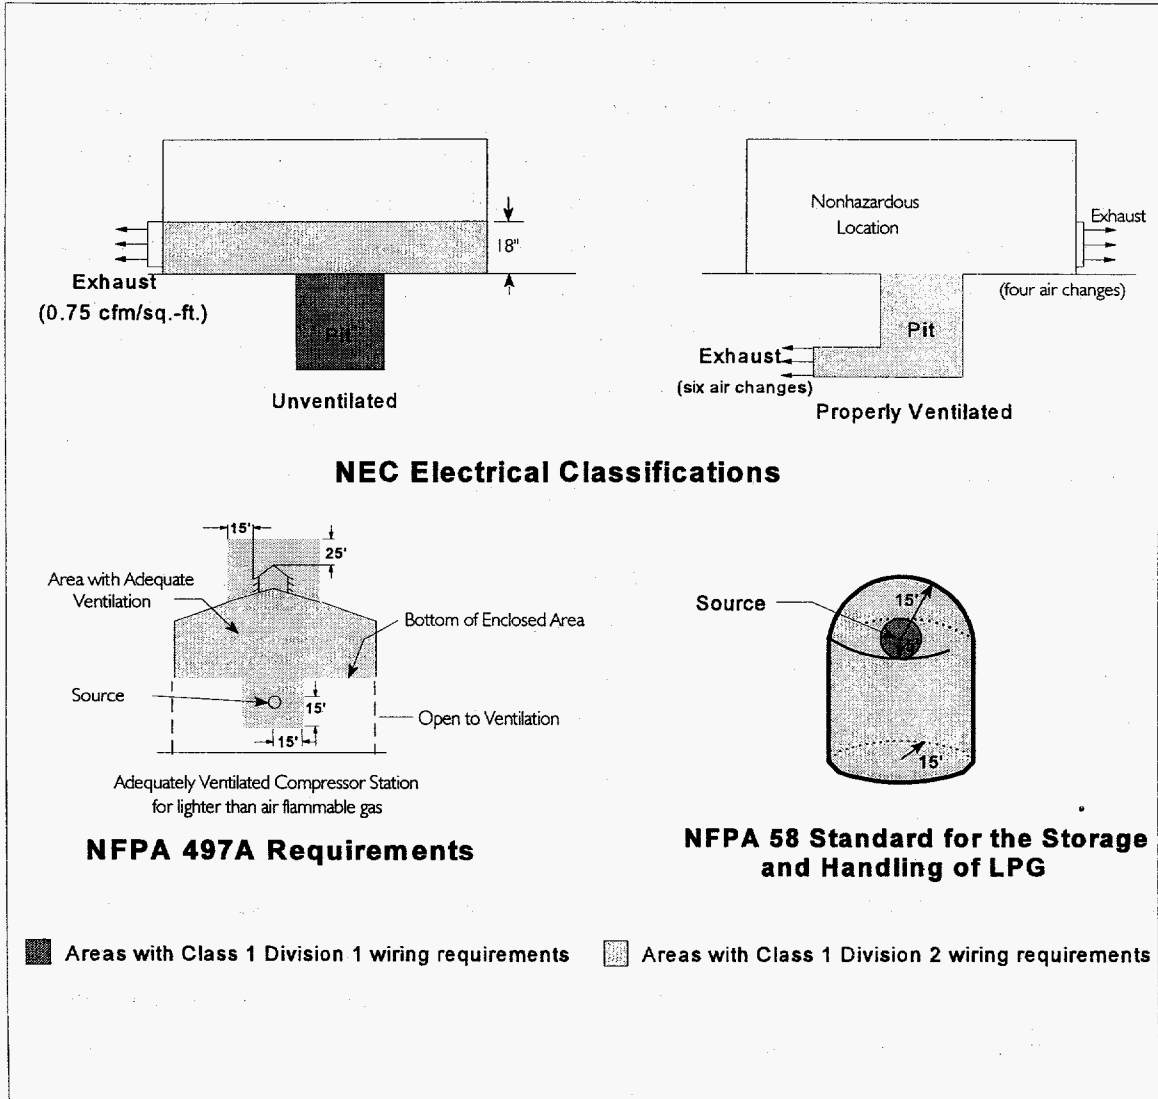 18"
Exhaust
(0.75 cfm/sq.-ft.)
Pit
Unventilated
Nonhazardous
Location
Exhaust
(four air changes)
Pit
Exhaust
(six air changes)
Properly Ventilated
NEC Electrical Classifications
15'
25'
Area with Adequate
Ventilation
Bottom of Enclosed Area
Source
15'
15'
Open to Ventilation
Adequately Ventilated Compressor Station
for lighter than air flammable gas
NFPA 497A Requirements
Source
15'
15'
NFPA 58 Standard for the Storage
and Handling of LPG
Areas with Class 1 Division 1 wiring requirements
Areas with Class 1 Division 2 wiring requirements